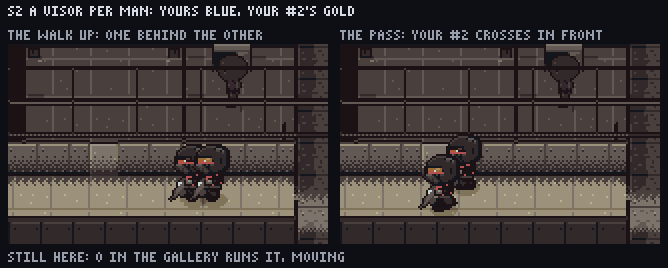 S2 A VISOR PER MAN: YOURS BLUE, YOUR #2'S GOLD
THE WALK UP: ONE BEHIND THE OTHER
THE PASS: YOUR #2 CROSSES IN FRONT
STILL HERE: O IN THE GALLERY RUNS IT, MOVING